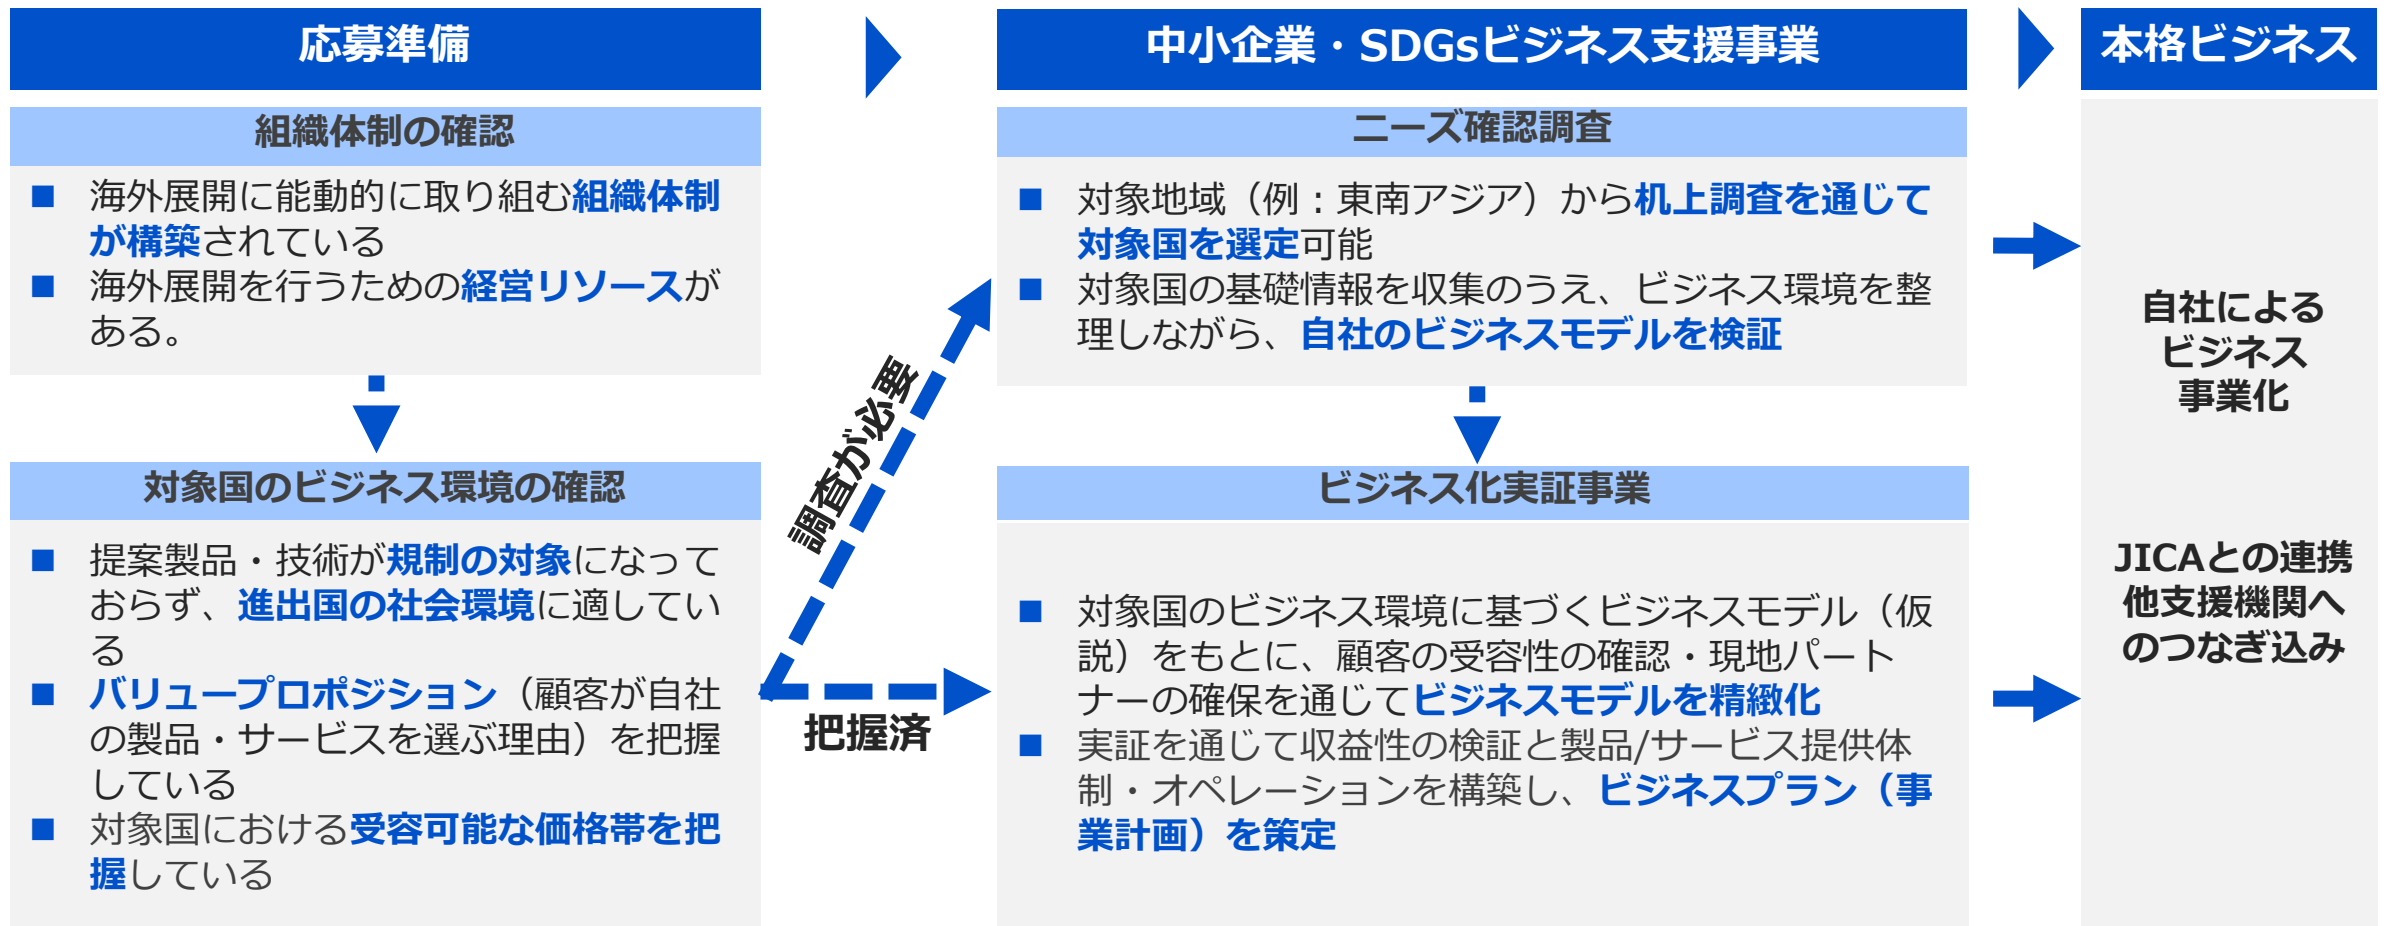 応募準備
組織体制の確認
■ 海外展開に能動的に取り組む組織体制
が構築されている
■ 海外展開を行うための経営リソースが
ある。
対象国のビジネス環境の確認
■ 提案製品・技術が規制の対象になって
おらず、進出国の社会環境に適してい
る
■ バリュープロポジション（顧客が自社
の製品・サービスを選ぶ理由）を把握
している
■ 対象国における受容可能な価格帯を把
握している
調査が必要
把握済
中小企業・SDGsビジネス支援事業
ニーズ確認調査
■ 対象地域（例：東南アジア）から机上調査を通じて
対象国を選定可能
■ 対象国の基礎情報を収集のうえ、ビジネス環境を整
理しながら、自社のビジネスモデルを検証
ビジネス化実証事業
■ 対象国のビジネス環境に基づくビジネスモデル（仮
説）をもとに、顧客の受容性の確認・現地パート
ナーの確保を通じてビジネスモデルを精緻化
■ 実証を通じて収益性の検証と製品/サービス提供体
制・オペレーションを構築し、ビジネスプラン（事
業計画）を策定
本格ビジネス
自社による
ビジネス
事業化
JICAとの連携
他支援機関へ
のつなぎ込み